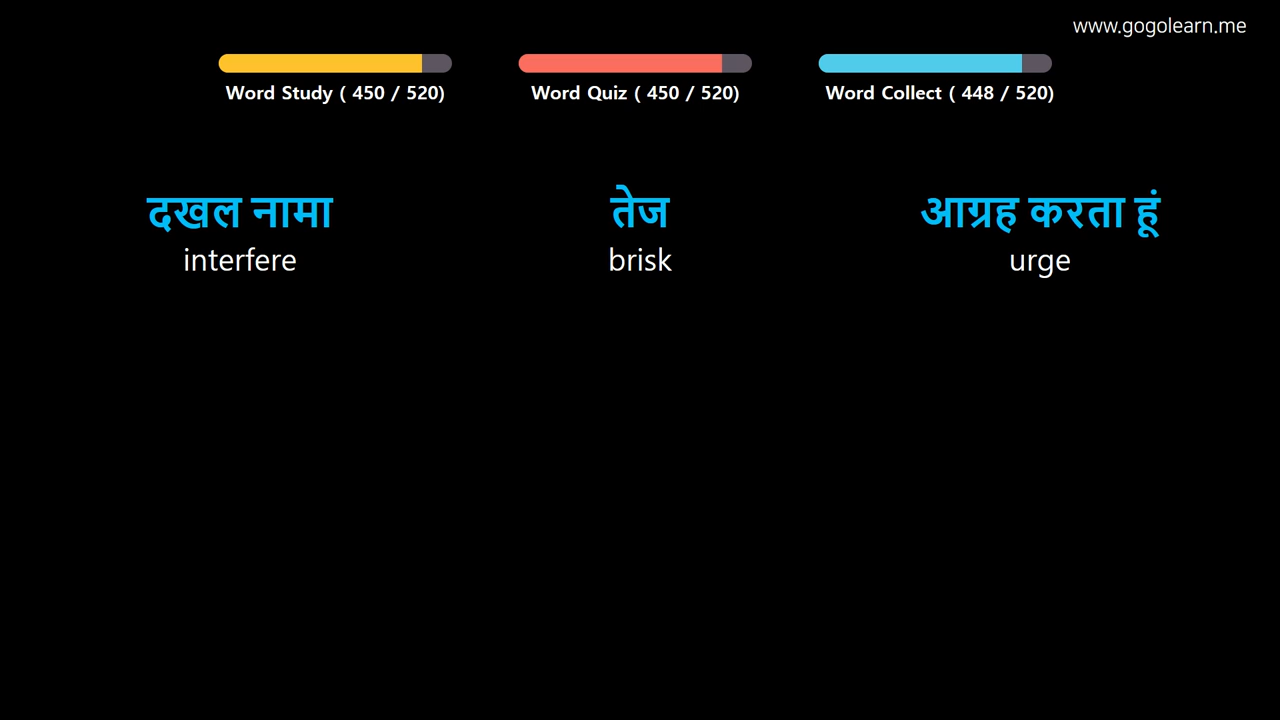 www.gogolearn.me
Word Study ( 450 / 520)
Word Quiz ( 450 / 520)
Word Collect ( 448 / 520)
दखल नामा
interfere
तेज
brisk
आग्रह करता हूं
urge